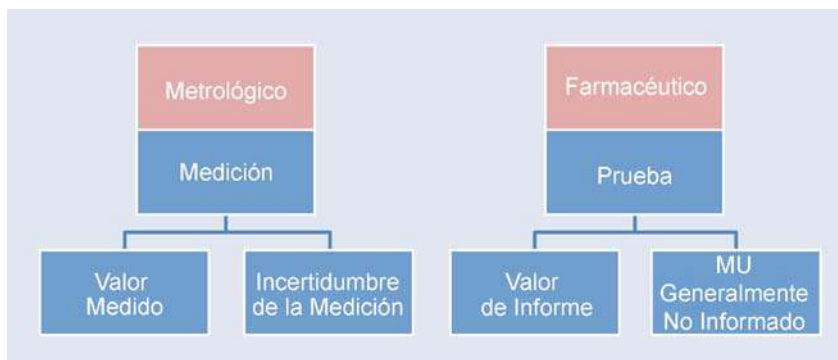 Metrológico
Farmacéutico
Medición
Prueba
Valor
Medido
Incertidumbre
de la Medición
Valor
de Informe
MU
Generalmente
No Informado